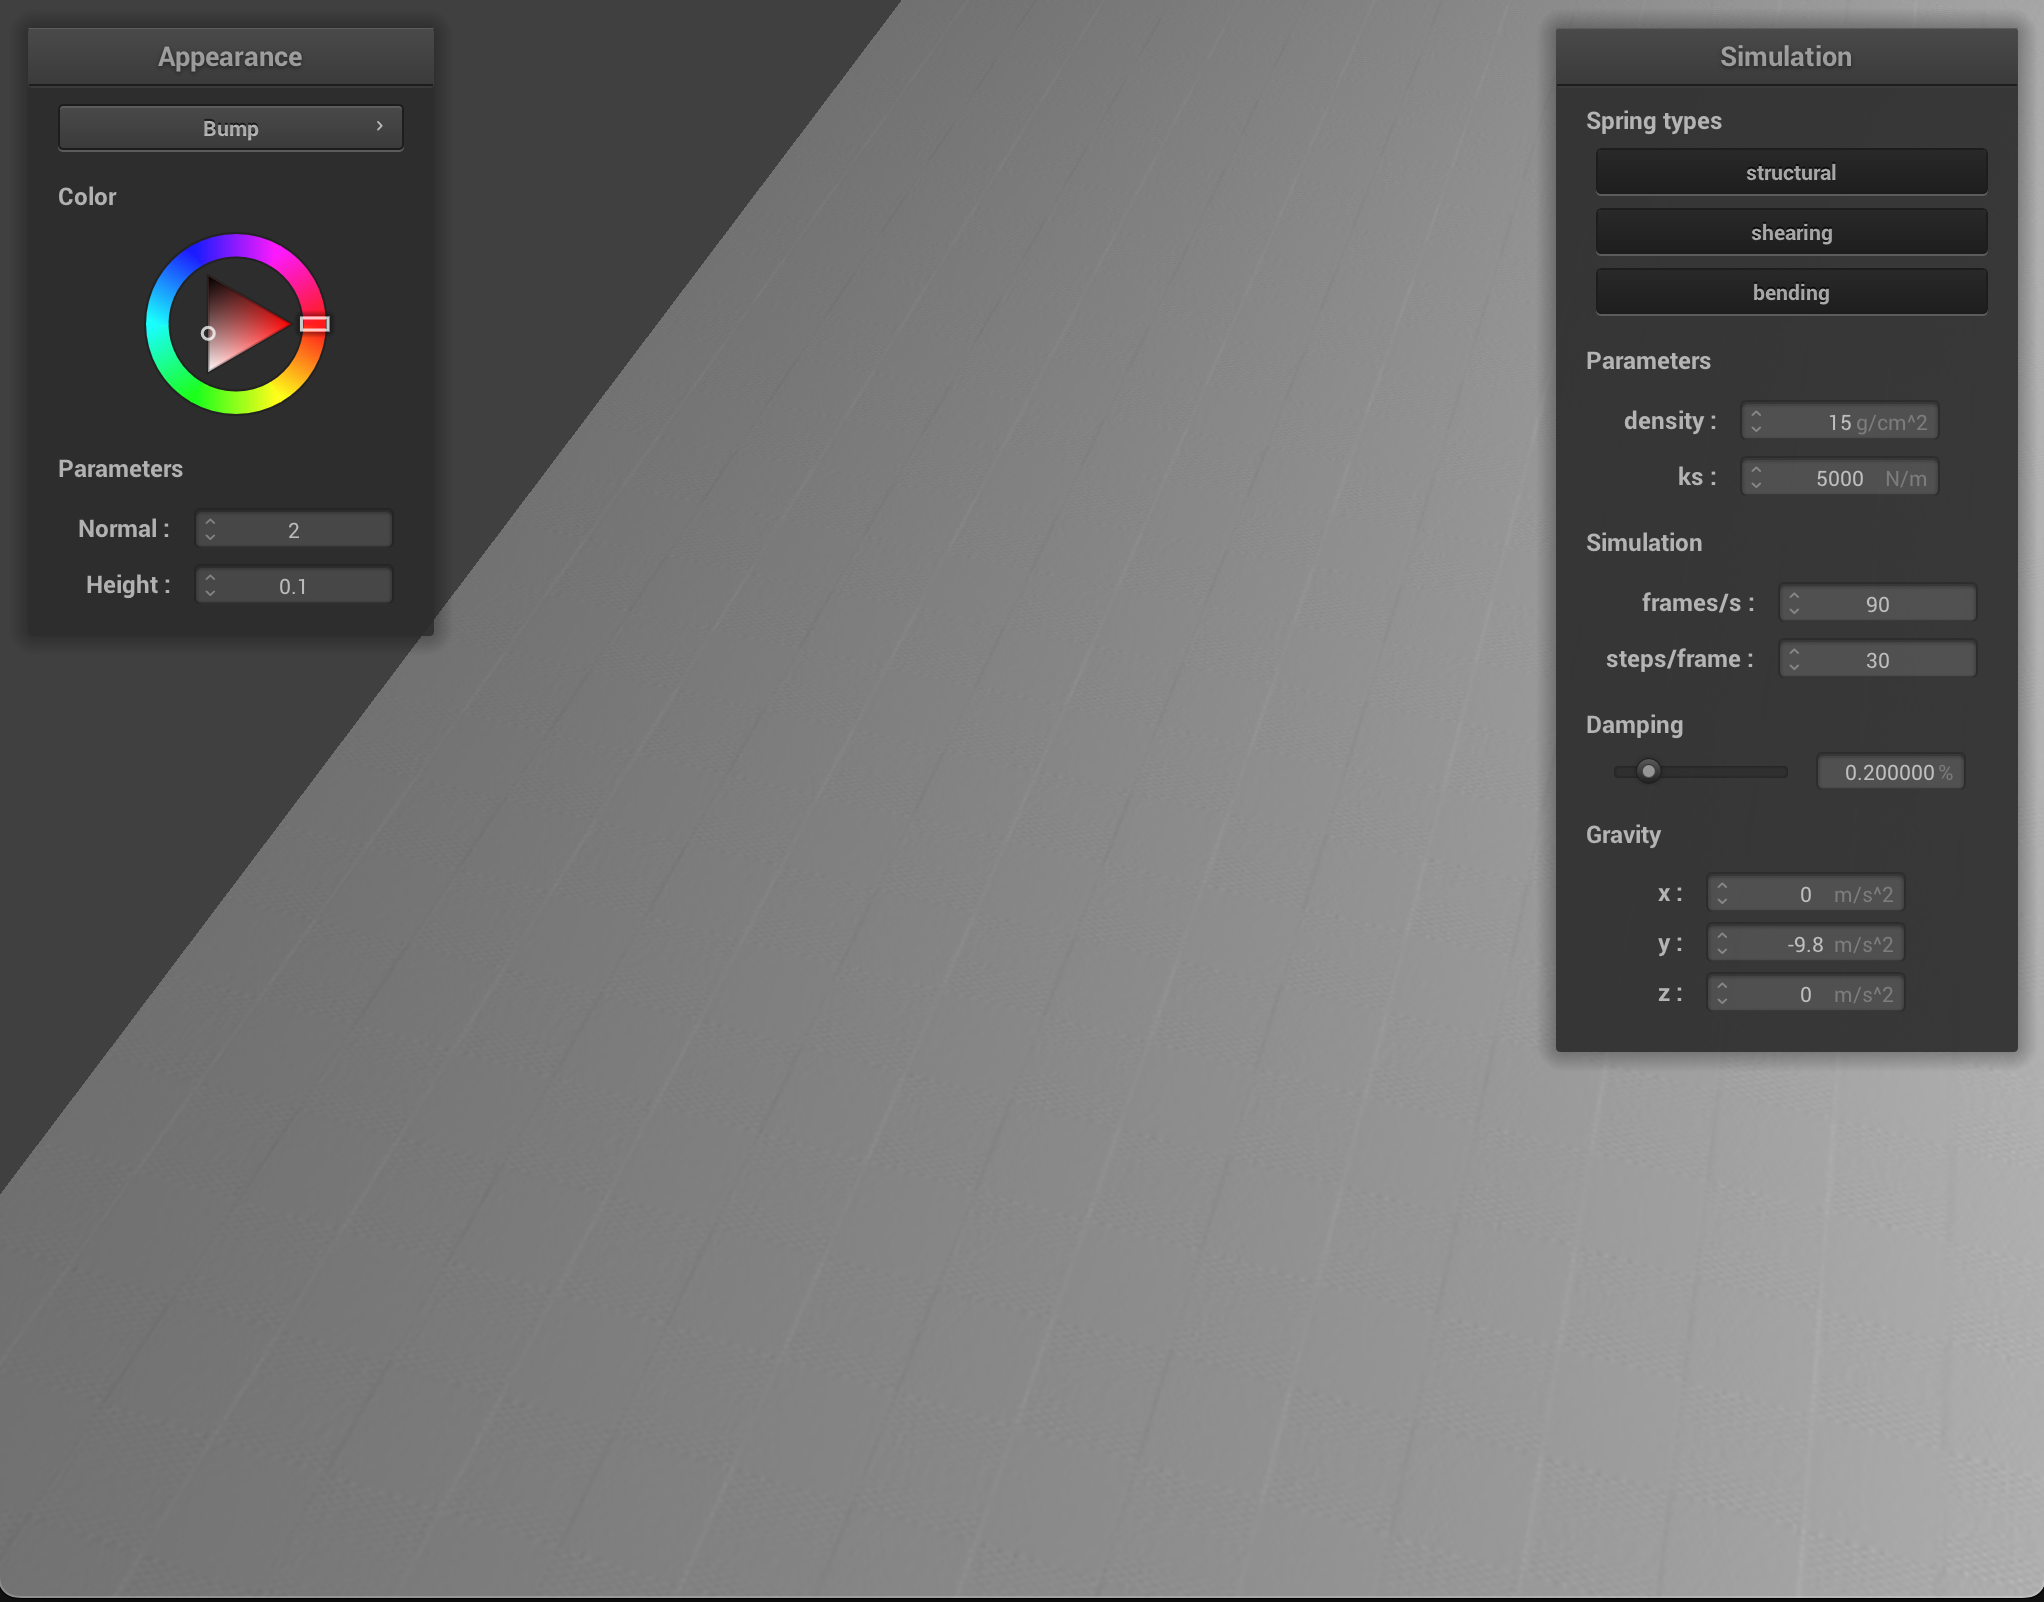 Appearance
Bump
Color
Parameters
Normal : 2
Height : 0.1
Simulation
Spring types
structural
shearing
bending
Parameters
density : 15 g/cm^2
ks : 5000 N/m
Simulation
frames/s : 90
steps/frame : 30
Damping
0.200000 %
Gravity
x : 0 m/s^2
y : -9.8 m/s^2
z : 0 m/s^2